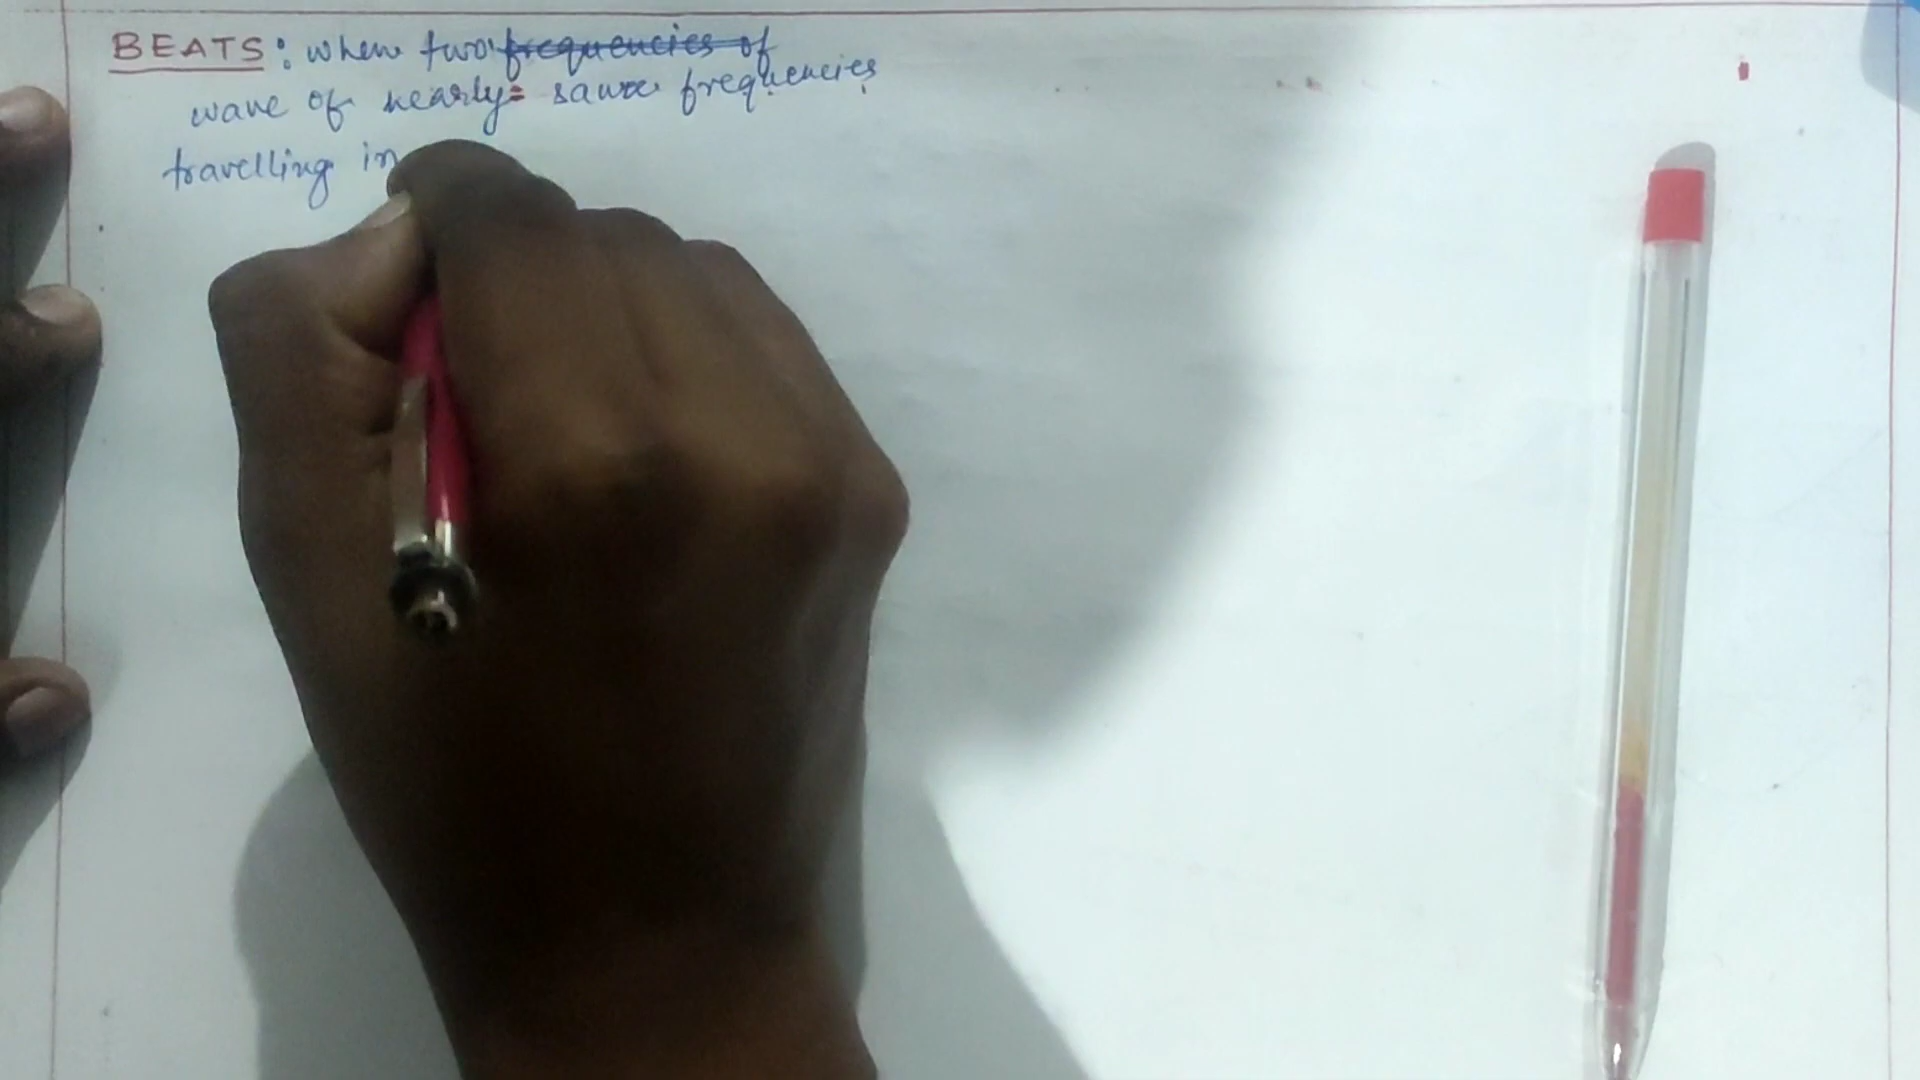 BEATS: when two frequencies of
wave of nearly= same frequencies
travelling in